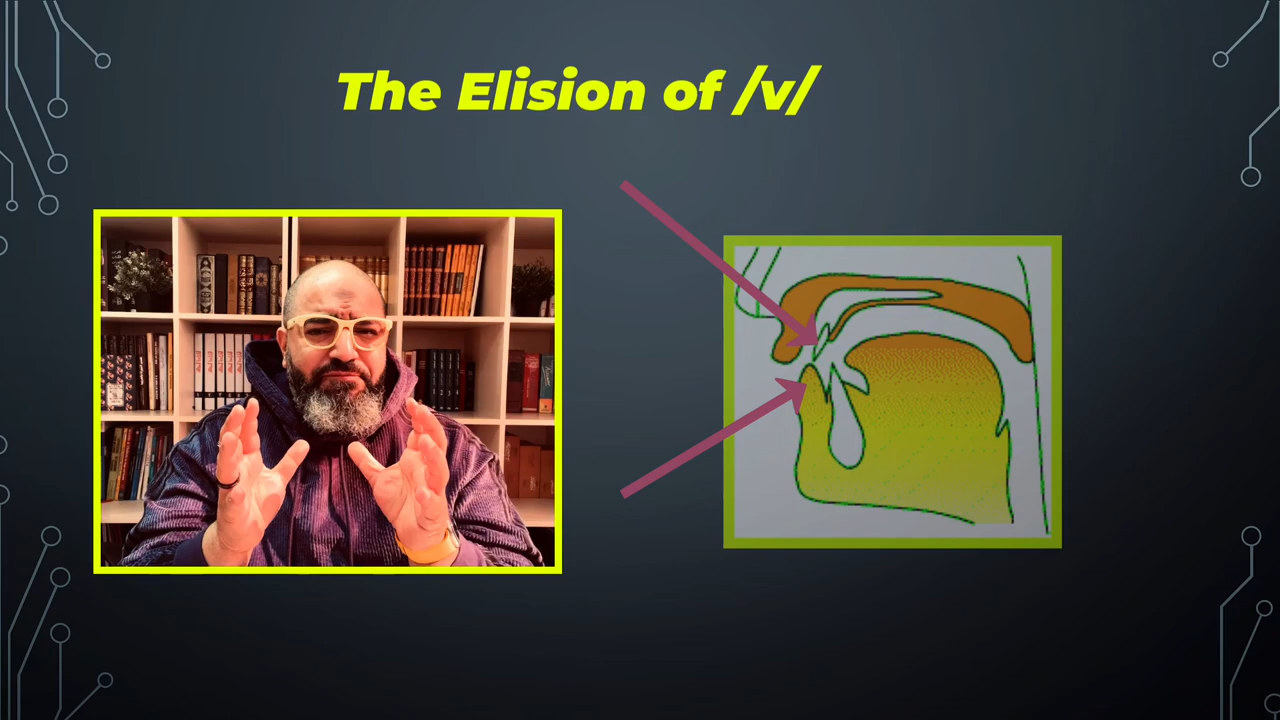 The Elision of /v/